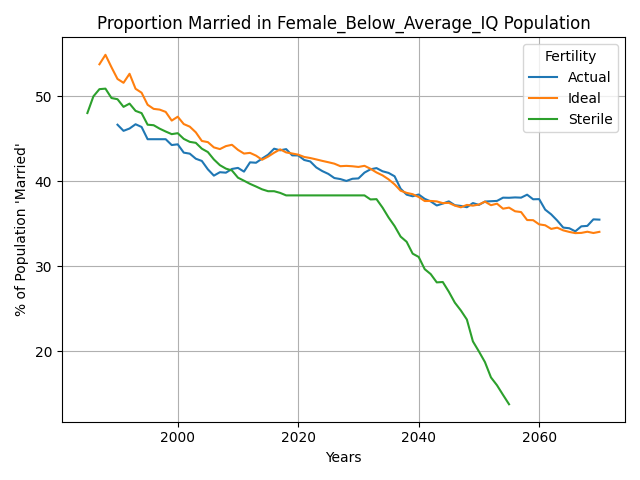 Proportion Married in Female_Below_Average_IQ Population
Fertility
Actual
Ideal
Sterile
% of Population 'Married'
50
40
30
20
2000
2020
2040
2060
Years